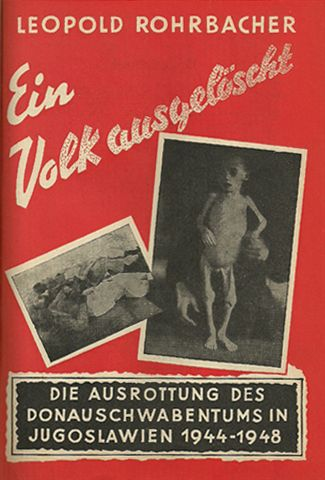 LEOPOLD ROHRBACHER
Ein
Volk ausgelöscht
DIE AUSROTTUNG DES
DONAUSCHWABENTUMS IN
JUGOSLAWIEN 1944-1948